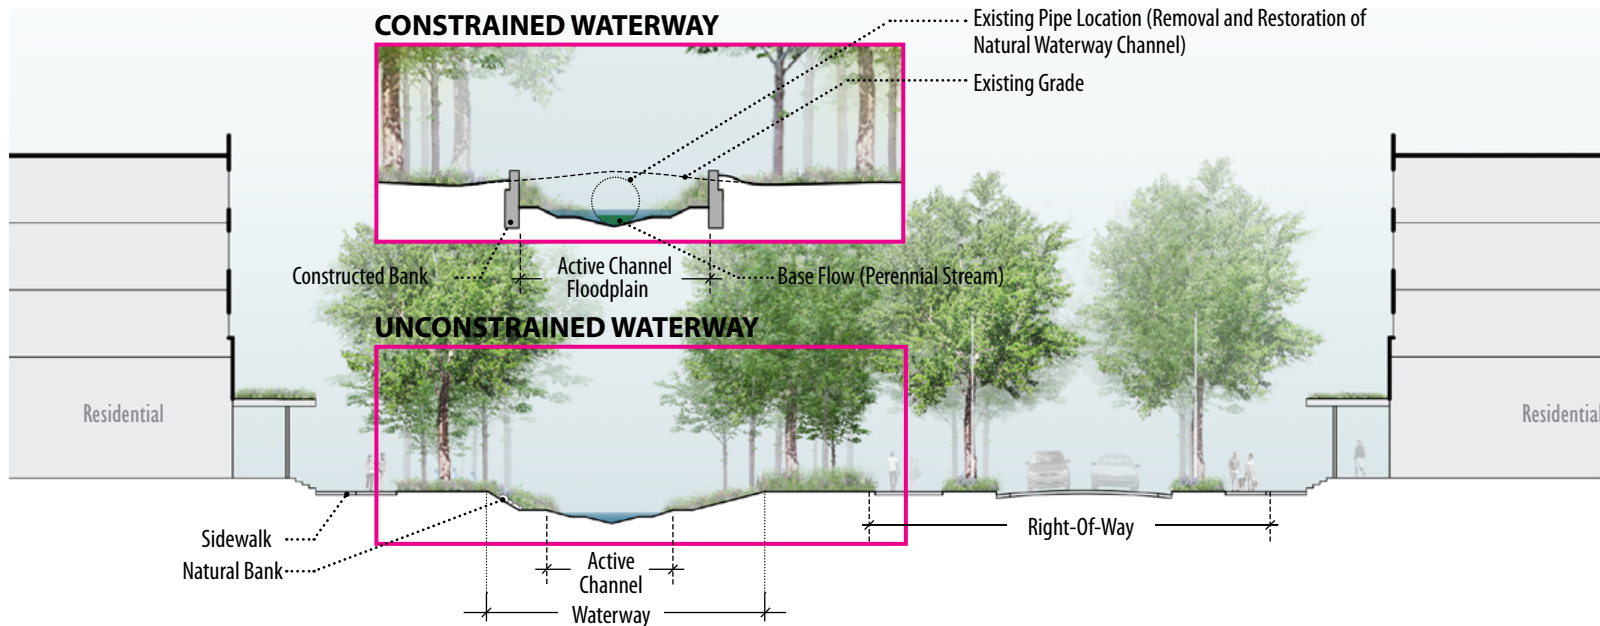 CONSTRAINED WATERWAY
Existing Pipe Location (Removal and Restoration of
Natural Waterway Channel)
Existing Grade
Constructed Bank
Active Channel
Floodplain
Base Flow (Perennial Stream)
UNCONSTRAINED WATERWAY
Residential
Residential
Sidewalk
Natural Bank
Active
Channel
Waterway
Right-Of-Way